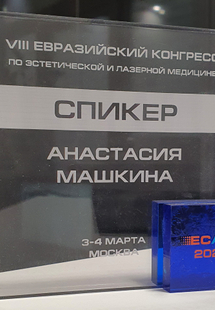 VIII ЕВРАЗИЙСКИЙ КОНГРЕСС
ПО ЭСТЕТИЧЕСКОЙ И ЛАЗЕРНОЙ МЕДИЦИНЕ
СПИКЕР
АНАСТАСИЯ
МАШКИНА
3-4 МАРТА
МОСКВА